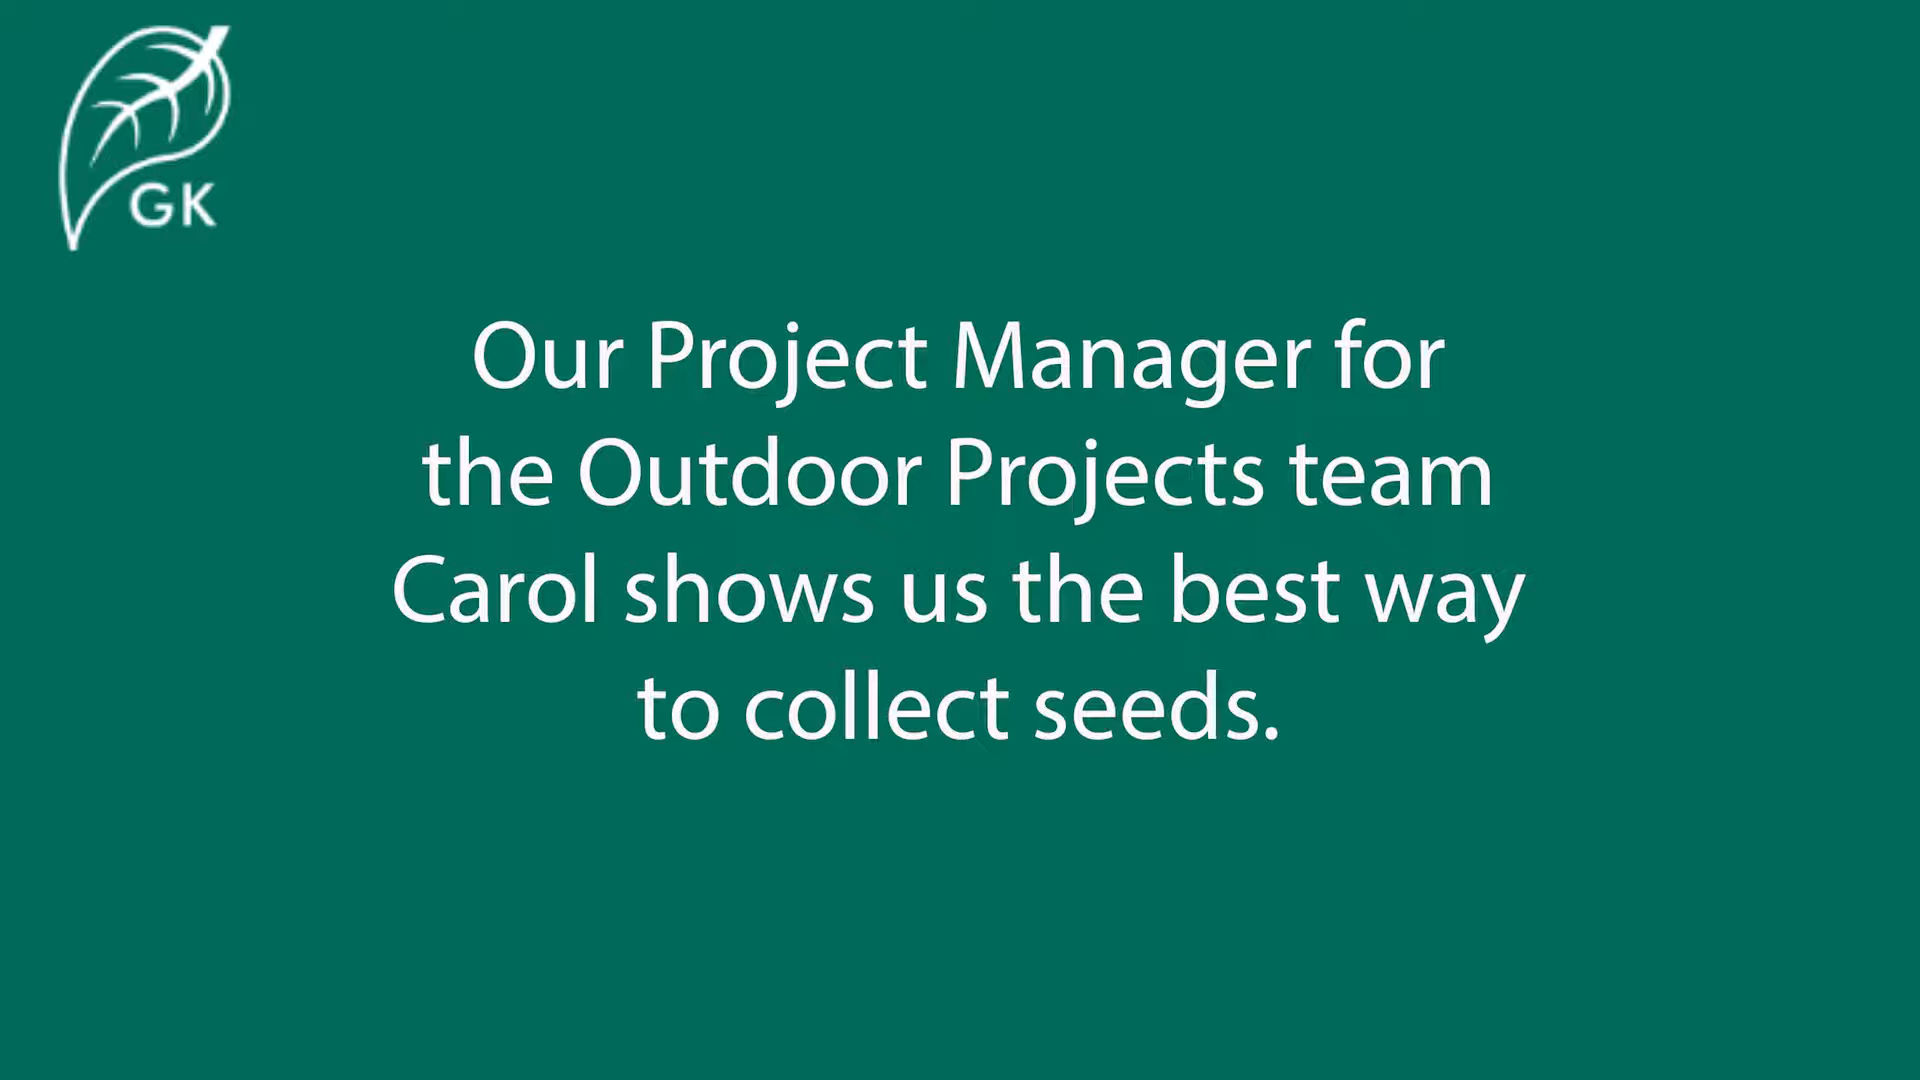 GK
Our Project Manager for
the Outdoor Projects team
Carol shows us the best way
to collect seeds.